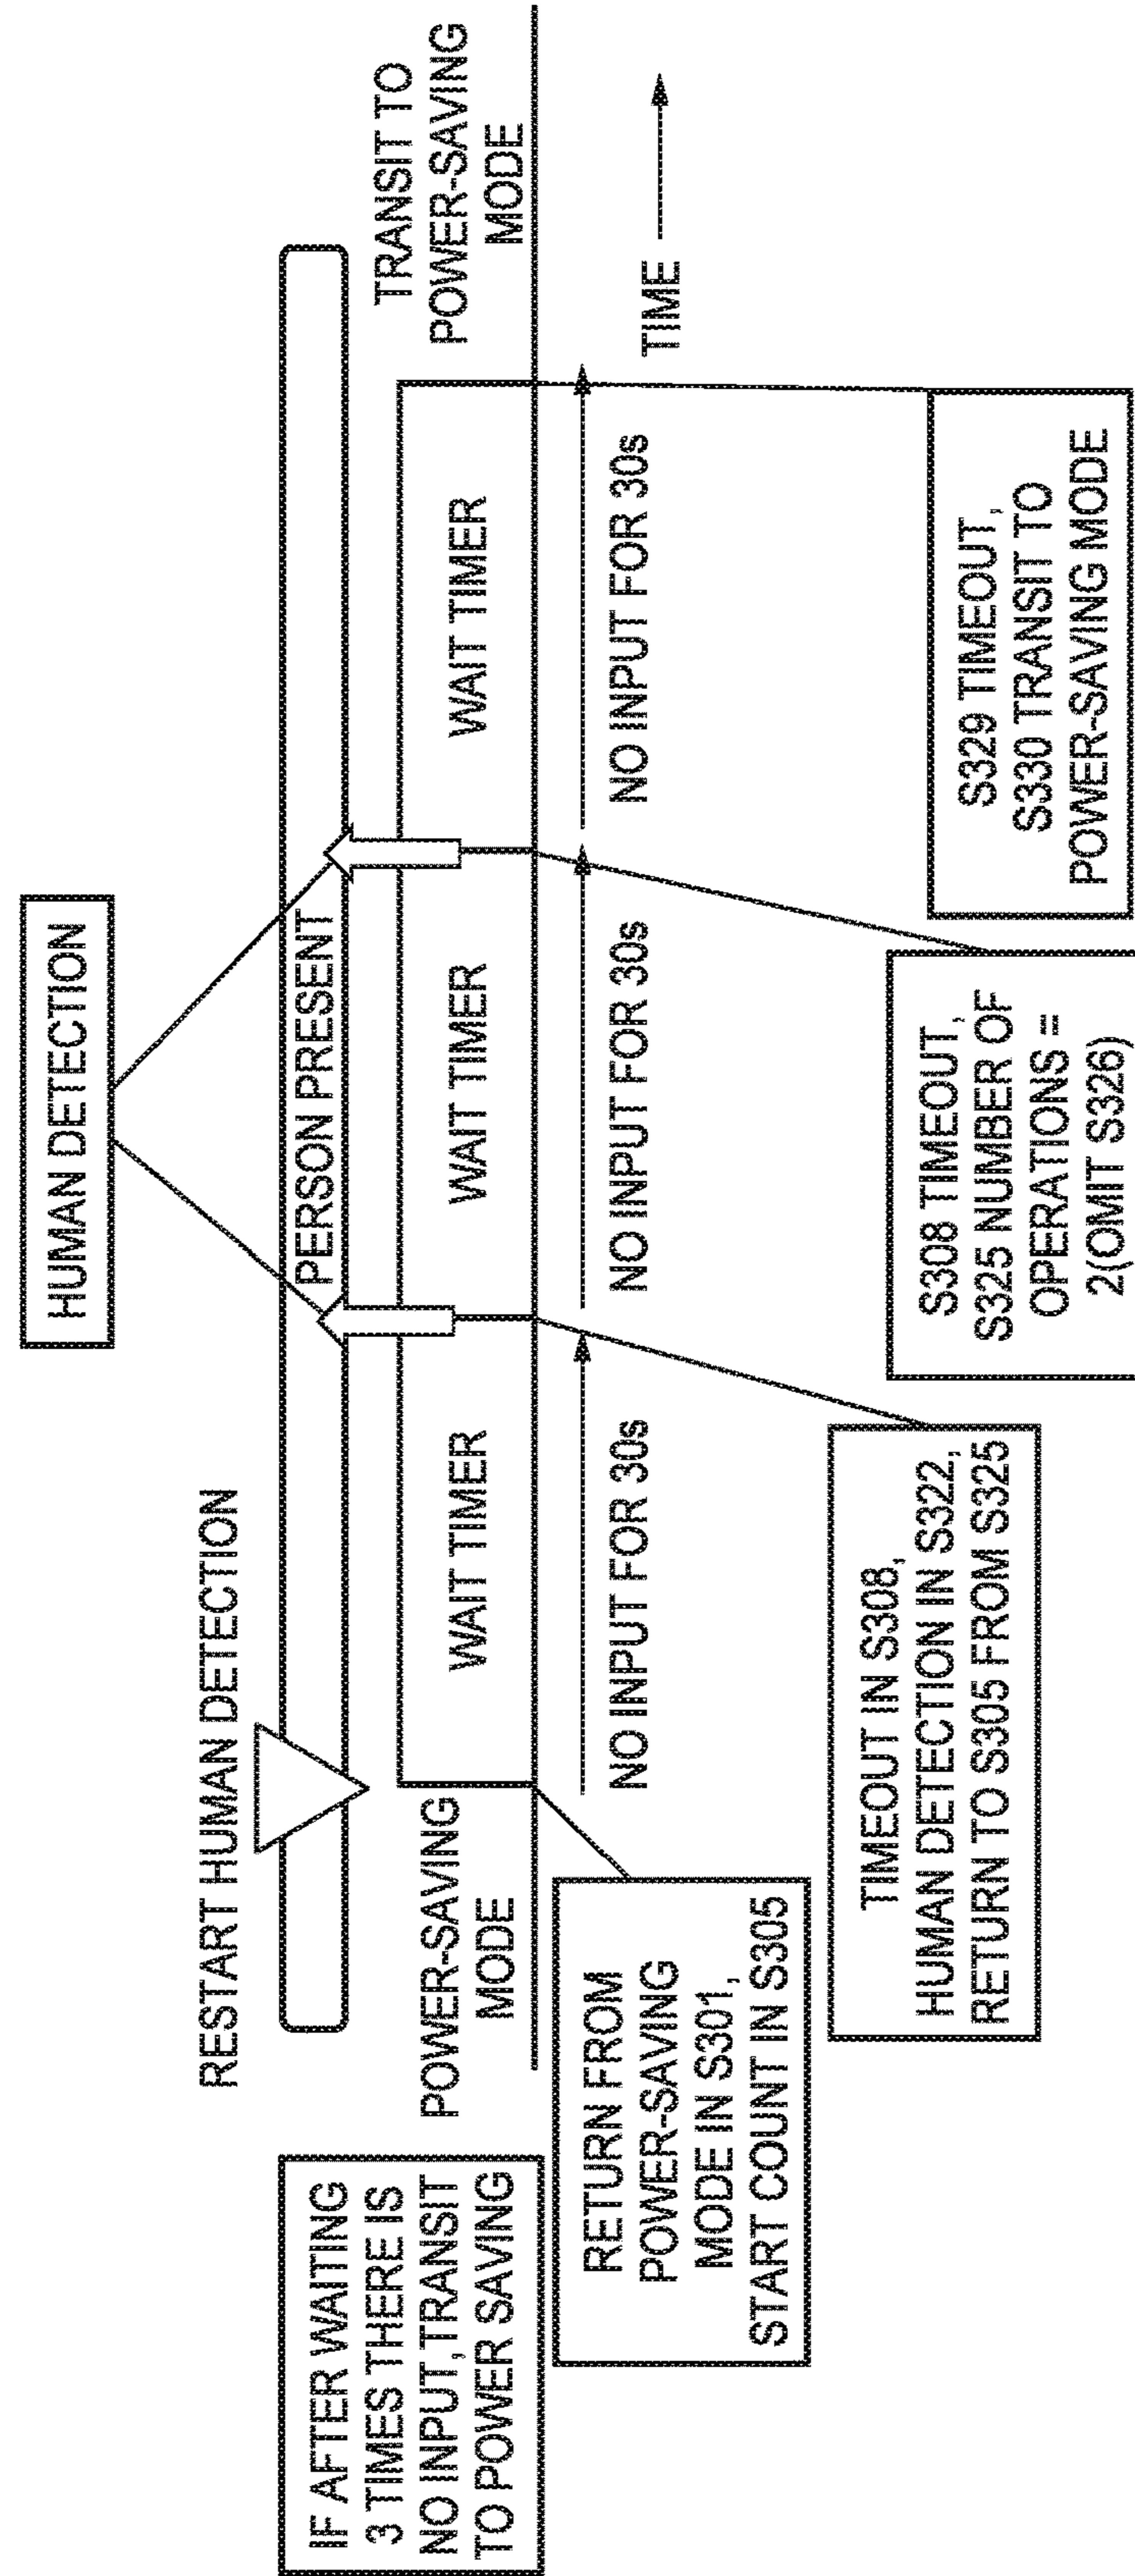 HUMAN DETECTION
RESTART HUMAN DETECTION
PERSON PRESENT
IF AFTER WAITING
3 TIMES THERE IS
NO INPUT,TRANSIT
TO POWER SAVING
POWER-SAVING
MODE
WAIT TIMER
WAIT TIMER
WAIT TIMER
TRANSIT TO
POWER-SAVING
MODE
NO INPUT FOR 30s
NO INPUT FOR 30s
NO INPUT FOR 30s
TIME
RETURN FROM
POWER-SAVING
MODE IN S301,
START COUNT IN S305
TIMEOUT IN S308,
HUMAN DETECTION IN S322,
RETURN TO S305 FROM S325
S308 TIMEOUT,
S325 NUMBER OF
OPERATIONS =
2(OMIT S326)
S329 TIMEOUT,
S330 TRANSIT TO
POWER-SAVING MODE